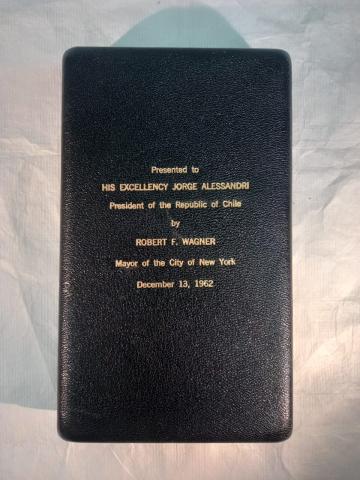 Presented to
HIS EXCELLENCY JORGE ALESSANDRI
President of the Republic of Chile
by
ROBERT F. WAGNER
Mayor of the City of New York
December 13, 1962